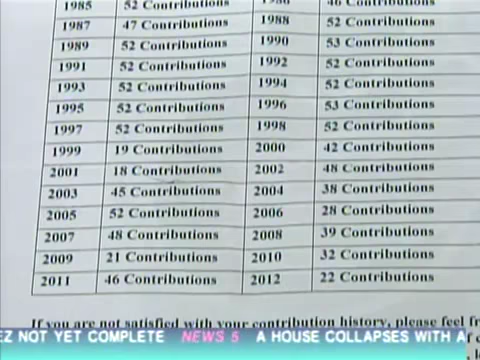 1985 52 Contributions 1986 46 Contributions
1987 47 Contributions 1988 52 Contributions
1989 52 Contributions 1990 53 Contributions
1991 52 Contributions 1992 52 Contributions
1993 52 Contributions 1994 52 Contributions
1995 52 Contributions 1996 53 Contributions
1997 52 Contributions 1998 52 Contributions
1999 19 Contributions 2000 42 Contributions
2001 18 Contributions 2002 48 Contributions
2003 45 Contributions 2004 38 Contributions
2005 52 Contributions 2006 28 Contributions
2007 48 Contributions 2008 39 Contributions
2009 21 Contributions 2010 32 Contributions
2011 46 Contributions 2012 22 Contributions
If you are not satisfied with your contribution history, please feel fr
EZ NOT YET COMPLETE NEWS 5 A HOUSE COLLAPSES WITH A